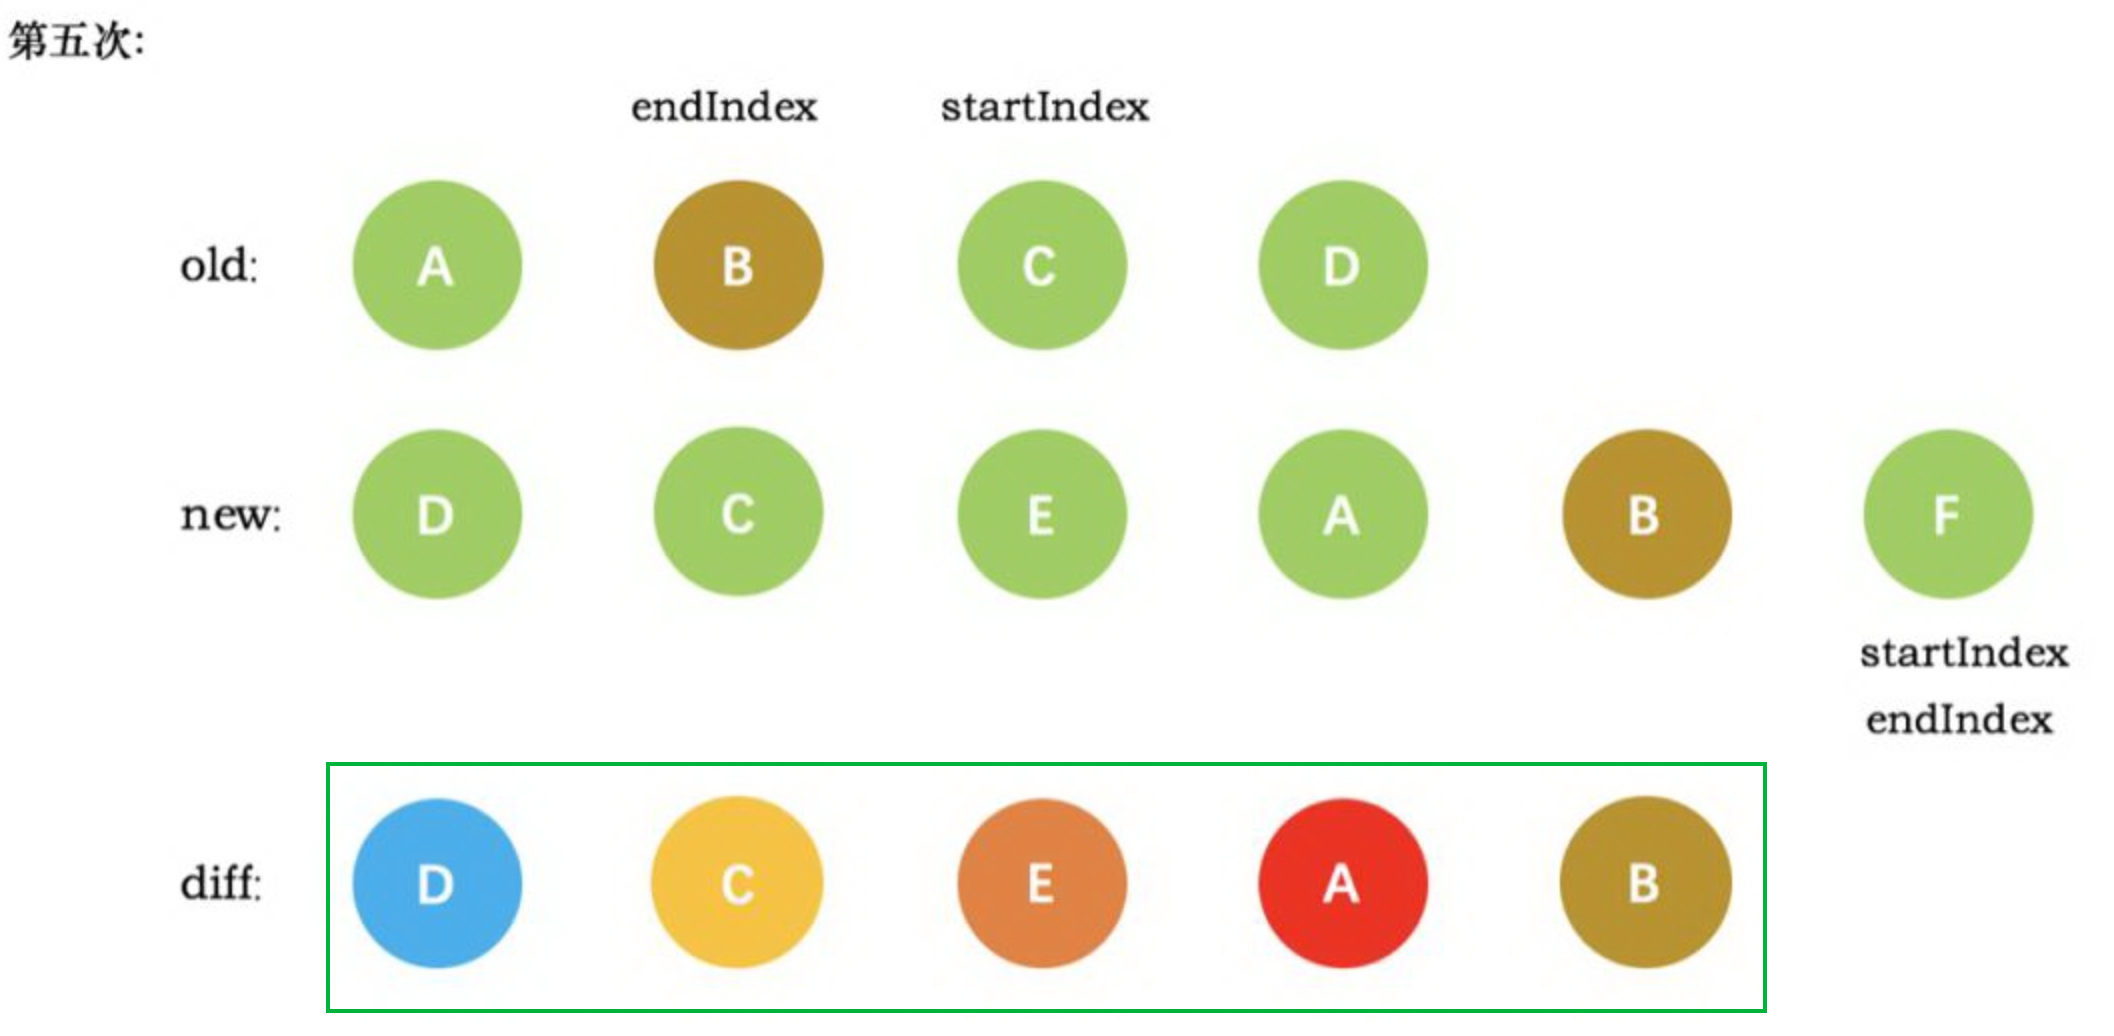 第五次:
endIndex startIndex
old: A B C D
new: D C E A B F
startIndex
endIndex
diff: D C E A B